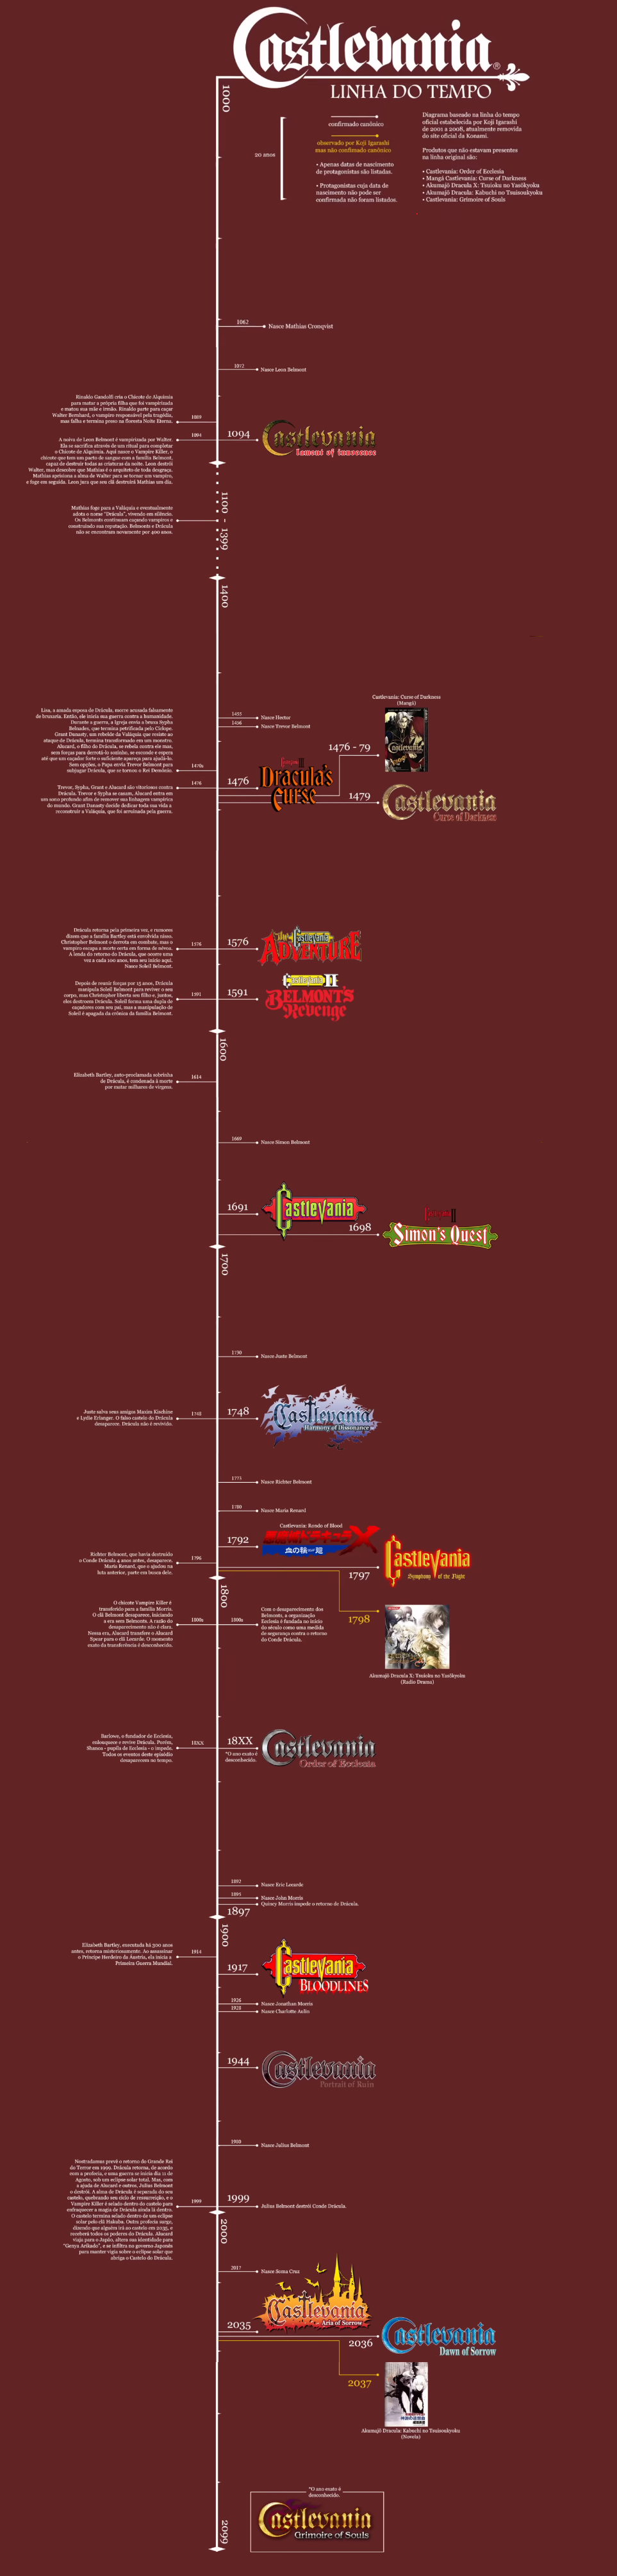 Castlevania®
LINHA DO TEMPO
1000
20 anos
confirmado canônico
observado por Koji Igarashi
mas não confimado canônico
• Apenas datas de nascimento
de protagonistas são listadas.
• Protagonistas cuja data de
nascimento não pode ser
confirmada não foram listados.
Diagrama baseado na linha do tempo
oficial estabelecida por Koji Igarashi
de 2001 a 2008, atualmente removida
do site oficial da Konami.
Produtos que não estavam presentes
na linha original são:
• Castlevania: Order of Ecclesia
• Mangá Castlevania: Curse of Darkness
• Akumajō Dracula X: Tsuioku no Yasōkyoku
• Akumajō Dracula: Kabuchi no Tsuisoukyoku
• Castlevania: Grimoire of Souls
1062
Nasce Mathias Cronqvist
1072
Nasce Leon Belmont
Rinaldo Gandolfi cria o Chicote de Alquimia
para matar a própria filha que foi vampirizada
e matou sua mãe e irmãs. Rinaldo parte para caçar
Walter Bernhard, o vampiro responsável pela tragédia,
mas falha e termina preso na floresta Noite Eterna.
1089
A noiva de Leon Belmont é vampirizada por Walter.
Ela se sacrifica através de um ritual para completar
o Chicote de Alquimia. Aqui nasce o Vampire Killer, o
chicote que tem um pacto de sangue com a família Belmont,
capaz de destruir todas as criaturas da noite. Leon destrói
Walter, mas descobre que Mathias é o arquiteto de toda desgraça.
Mathias aprisiona a alma de Walter para se tornar um vampiro,
e foge em seguida. Leon jura que seu clã destruirá Mathias um dia.
1094
1094
Castlevania
Lament of Innocence
1100 - 1399
Mathias foge para a Valáquia e eventualmente
adota o nome "Drácula", vivendo em silêncio.
Os Belmonts continuam caçando vampiros e
construindo sua reputação. Belmonts e Drácula
não se encontram novamente por 400 anos.
1400
Lisa, a amada esposa de Drácula, morre acusada falsamente
de bruxaria. Então, ele inicia sua guerra contra a humanidade.
Durante a guerra, a Igreja envia a bruxa Sypha
Belnades, que termina petrificada pelo Ciclope.
Grant Danasty, um rebelde da Valáquia que resiste ao
ataque de Drácula, termina transformado em um monstro.
Alucard, o filho do Drácula, se rebela contra ele mas,
sem forças para derrotá-lo sozinho, se esconde e espera
até que um caçador forte o suficiente apareça para ajudá-lo.
Sem opções, o Papa envia Trevor Belmont para
subjugar Drácula, que se tornou o Rei Demônio.
1470s
Nasce Hector
1456
Nasce Trevor Belmont
Castlevania: Curse of Darkness
(Mangá)
Castlevania
1476 - 79
Trevor, Sypha, Grant e Alucard são vitoriosos contra
Drácula. Trevor e Sypha se casam, Alucard entra em
um sono profundo afim de remover sua linhagem vampírica
do mundo. Grant Danasty decide dedicar toda sua vida a
reconstruir a Valáquia, que foi arruinada pela guerra.
1476
1476
Dracula's
Curse
1479
Castlevania
Curse of Darkness
Drácula retorna pela primeira vez, e rumores
dizem que a família Bartley está envolvida nisso.
Christopher Belmont o derrota em combate, mas o
vampiro escapa a morte certa em forma de névoa.
A lenda do retorno do Drácula, que ocorre uma
vez a cada 100 anos, tem seu início aqui.
Nasce Soleil Belmont.
1576
1576
The
Castlevania
Adventure
Depois de reunir forças por 15 anos, Drácula
manipula Soleil Belmont para reviver o seu
corpo, mas Christopher liberta seu filho e, juntos,
eles destroem Drácula. Soleil forma uma dupla de
caçadores com seu pai, mas a manipulação de
Soleil é apagada da crônica da família Belmont.
1591
1591
Castlevania II
Belmont's
Revenge
1600
Elizabeth Bartley, auto-proclamada sobrinha
de Drácula, é condenada à morte
por matar milhares de virgens.
1614
1669
Nasce Simon Belmont
1691
Castlevania
1698
Simon's Quest
1700
1730
Nasce Juste Belmont
Juste salva seus amigos Maxim Kischine
e Lydie Erlanger. O falso castelo do Drácula
desaparece. Drácula não é revivido.
1748
1748
Castlevania
Harmony of Dissonance
1773
Nasce Richter Belmont
1780
Nasce Maria Renard
Castlevania: Rondo of Blood
1792
悪魔城ドラキュラX
血の輪廻
Richter Belmont, que havia destruído
o Conde Drácula 4 anos antes, desaparece.
Maria Renard, que o ajudou na
luta anterior, parte em busca dele.
1796
1797
Castlevania
Symphony of the Night
1800
1798
Akumajō Dracula X: Tsuioku no Yasōkyoku
(Radio Drama)
O chicote Vampire Killer é
transferido para a família Morris.
O clã Belmont desaparece, iniciando
a era sem Belmonts. A razão do
desaparecimento não é clara.
Nessa era, Alucard transfere o Alucard
Spear para o clã Lecarde. O momento
exato da transferência é desconhecido.
1800s
1800s
Com o desaparecimento dos
Belmonts, a organização
Ecclesia é fundada no início
do século como uma medida
de segurança contra o retorno
do Conde Drácula.
Barlowe, o fundador de Ecclesia,
enlouquece e revive Drácula. Porém,
Shanoa - pupila de Ecclesia - o impede.
Todos os eventos deste episódio
desaparecem no tempo.
18XX
18XX
*O ano exato é
desconhecido.
Castlevania
Order of Ecclesia
1892
Nasce Eric Lecarde
1895
Nasce John Morris
Quincy Morris impede o retorno de Drácula.
1897
1900
Elizabeth Bartley, executada há 300 anos
antes, retorna misteriosamente. Ao assassinar
o Príncipe Herdeiro da Áustria, ela inicia a
Primeira Guerra Mundial.
1914
1917
Castlevania
Bloodlines
1926
Nasce Jonathan Morris
1928
Nasce Charlotte Aulin
1944
Castlevania
Portrait of Ruin
1980
Nasce Julius Belmont
Nostradamus prevê o retorno do Grande Rei
do Terror em 1999. Drácula retorna, de acordo
com a profecia, e uma guerra se inicia dia 11 de
Agosto, sob um eclipse solar total. Mas, com
a ajuda de Alucard e outros, Julius Belmont
o destrói. A alma de Drácula é separada do seu
castelo, quebrando seu ciclo de ressurreição, e o
Vampire Killer é selado dentro do castelo para
enfraquecer a magia de Drácula ainda lá dentro.
O castelo termina selado dentro de um eclipse
solar pelo clã Hakuba. Outra profecia surge,
dizendo que alguém irá ao castelo em 2035, e
receberá todos os poderes do Drácula. Alucard
viaja para o Japão, altera sua identidade para
"Genya Arikado", e se infiltra no governo Japonês
para manter vigia sobre o eclipse solar que
abriga o Castelo do Drácula.
1999
1999
Julius Belmont destrói Conde Drácula.
2000
2017
Nasce Soma Cruz
2035
Castlevania
Aria of Sorrow
2036
Castlevania
Dawn of Sorrow
2037
Akumajō Dracula: Kabuchi no Tsuisoukyoku
(Novela)
*O ano exato é
desconhecido.
Castlevania
Grimoire of Souls
2099